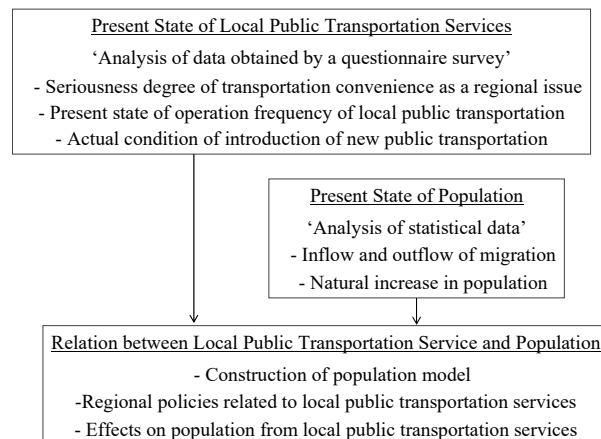 Present State of Local Public Transportation Services
‘Analysis of data obtained by a questionnaire survey’
- Seriousness degree of transportation convenience as a regional issue
- Present state of operation frequency of local public transportation
- Actual condition of introduction of new public transportation
Present State of Population
‘Analysis of statistical data’
- Inflow and outflow of migration
- Natural increase in population
Relation between Local Public Transportation Service and Population
- Construction of population model
-Regional policies related to local public transportation services
- Effects on population from local public transportation services